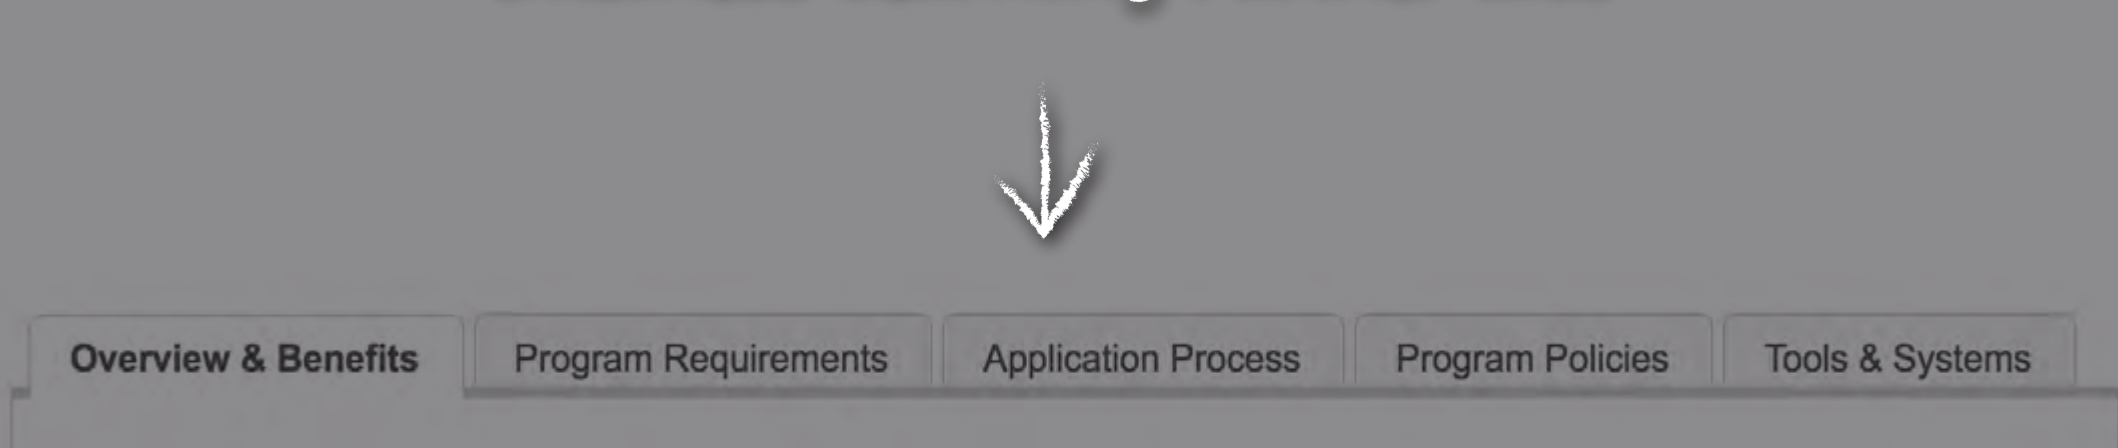 Overview & Benefits Program Requirements Application Process Program Policies Tools & Systems